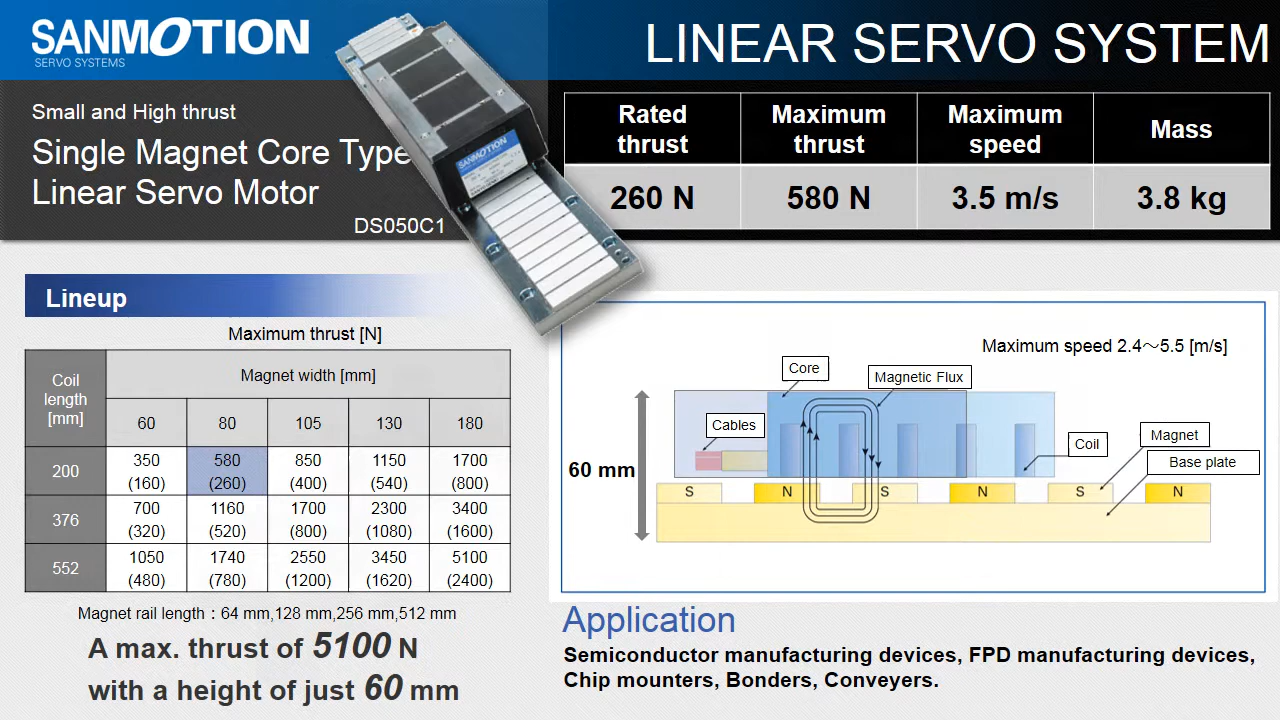 SANMOTION
SERVO SYSTEMS
LINEAR SERVO SYSTEM
Small and High thrust
Single Magnet Core Type
Linear Servo Motor
DS050C1
SANMOTION
Rated thrust Maximum thrust Maximum speed Mass
260 N 580 N 3.5 m/s 3.8 kg
Lineup
Maximum thrust [N]
Coil length [mm] Magnet width [mm]
60 80 105 130 180
200 350 (160) 580 (260) 850 (400) 1150 (540) 1700 (800)
376 700 (320) 1160 (520) 1700 (800) 2300 (1080) 3400 (1600)
552 1050 (480) 1740 (780) 2550 (1200) 3450 (1620) 5100 (2400)
Magnet rail length：64 mm,128 mm,256 mm,512 mm
A max. thrust of 5100 N
with a height of just 60 mm
Maximum speed 2.4～5.5 [m/s]
Core
Magnetic Flux
Cables
Coil
Magnet
Base plate
60 mm
S N S N S N
Application
Semiconductor manufacturing devices, FPD manufacturing devices,
Chip mounters, Bonders, Conveyers.